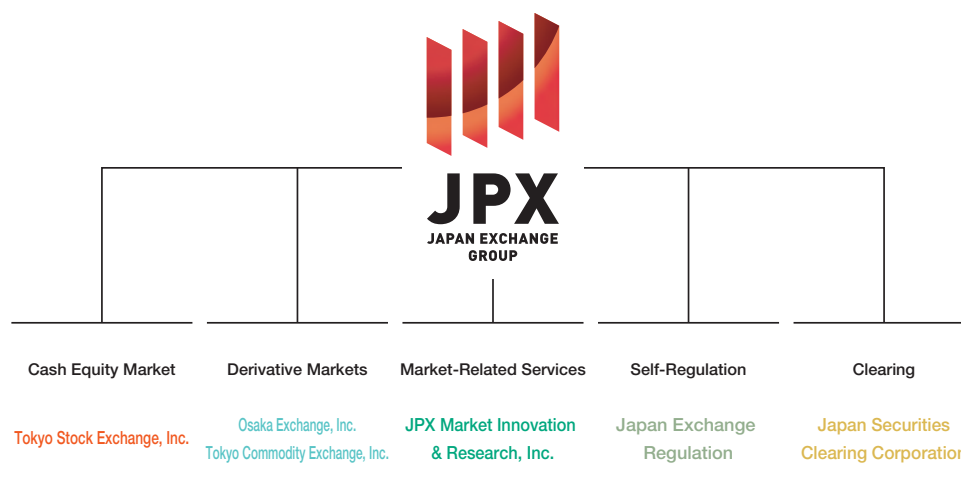 JPX
JAPAN EXCHANGE
GROUP
Cash Equity Market
Derivative Markets
Market-Related Services
Self-Regulation
Clearing
Tokyo Stock Exchange, Inc.
Osaka Exchange, Inc.
Tokyo Commodity Exchange, Inc.
JPX Market Innovation
& Research, Inc.
Japan Exchange
Regulation
Japan Securities
Clearing Corporation